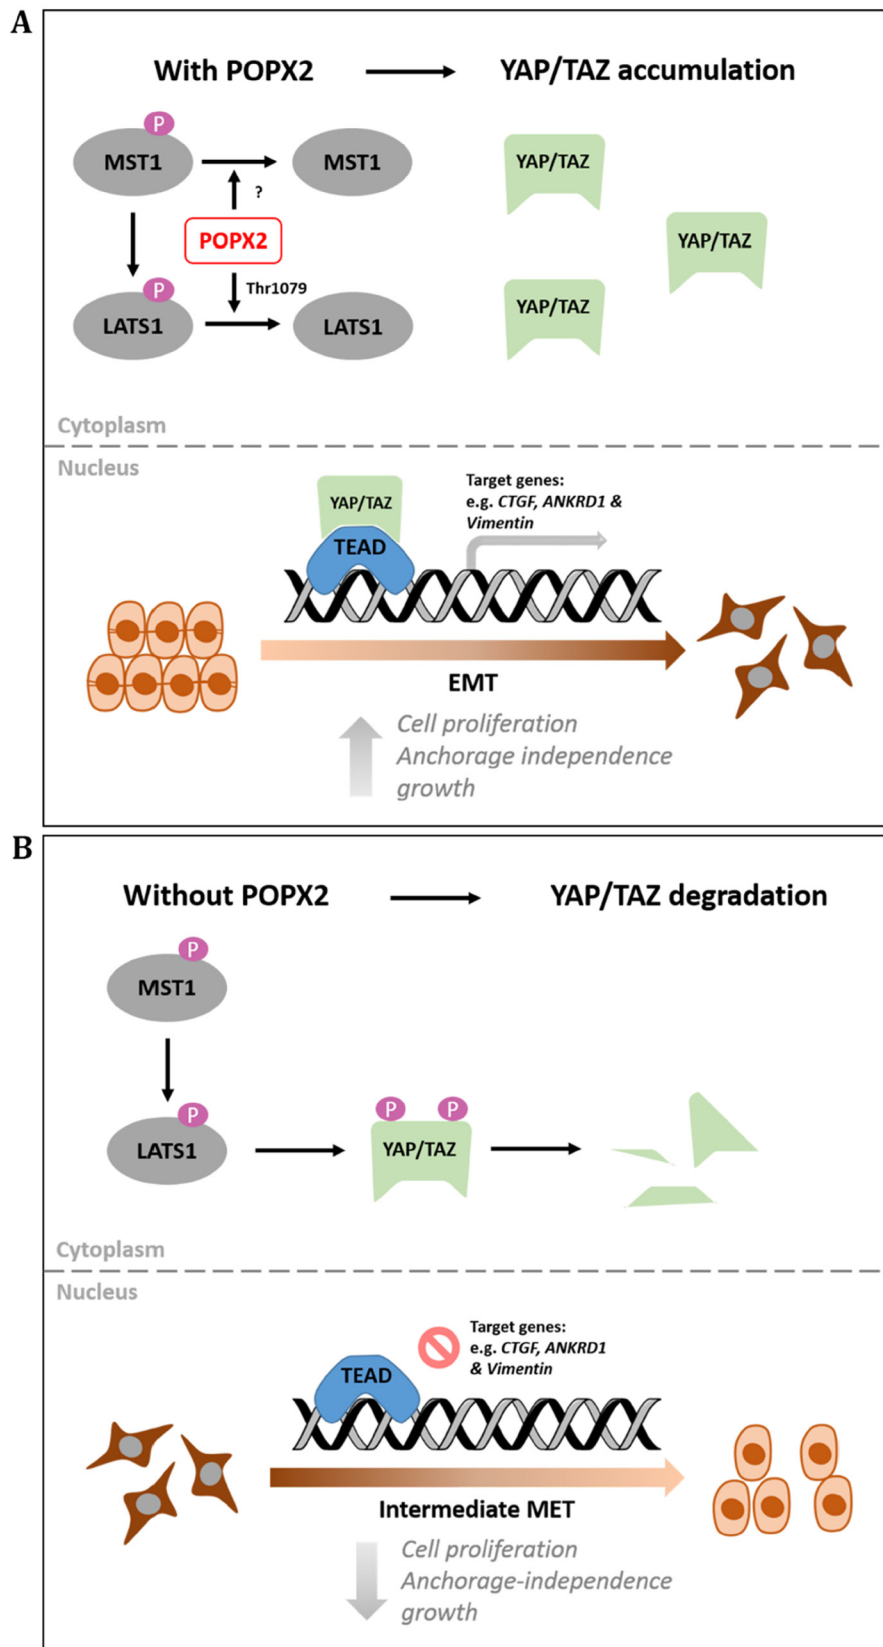 A
With POPX2
YAP/TAZ accumulation
P
MST1
MST1
YAP/TAZ
?
POPX2
YAP/TAZ
P
Thr1079
LATS1
LATS1
YAP/TAZ
Cytoplasm
Nucleus
Target genes:
e.g. CTGF, ANKRD1 &
Vimentin
YAP/TAZ
TEAD
EMT
Cell proliferation
Anchorage independence
growth
B
Without POPX2
YAP/TAZ degradation
P
MST1
P
P
P
LATS1
YAP/TAZ
Cytoplasm
Nucleus
Target genes:
e.g. CTGF, ANKRD1
& Vimentin
TEAD
Intermediate MET
Cell proliferation
Anchorage-independence
growth